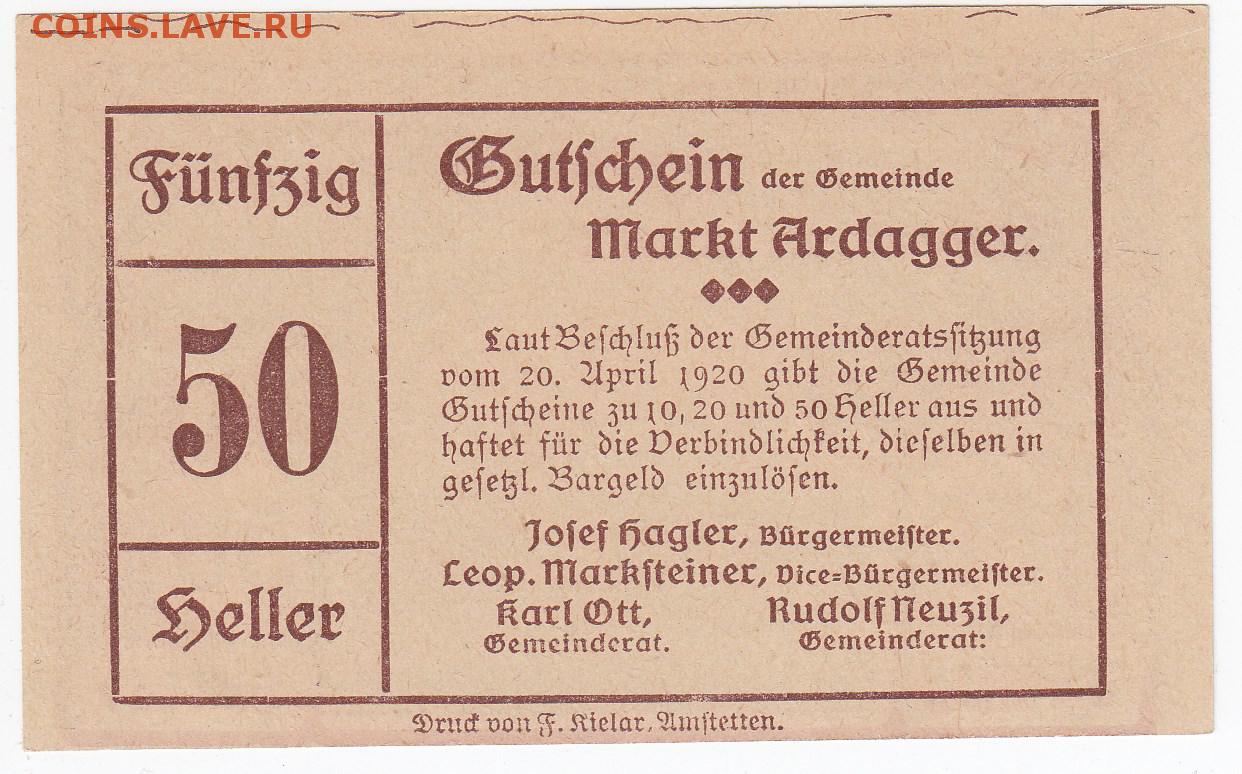 COINS.LAVE.RU
Fünfzig
50
Heller
Gutschein der Gemeinde
Markt Ardagger.
Laut Beschluß der Gemeinderatssitzung
vom 20. April 1920 gibt die Gemeinde
Gutscheine zu 10, 20 und 50 Heller aus und
haftet für die Verbindlichkeit, dieselben in
gesetzl. Bargeld einzulösen.
Josef Hagler, Bürgermeister.
Leop. Marksteiner, Vice=Bürgermeister.
Karl Ott, Rudolf Neuzil,
Gemeinderat. Gemeinderat:
Druck von F. Kielar, Amstetten.